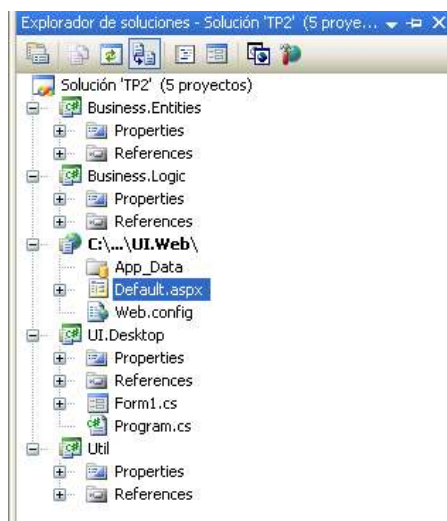 Explorador de soluciones - Solución 'TP2' (5 proye...
Solución 'TP2' (5 proyectos)
Business.Entities
Properties
References
Business.Logic
Properties
References
C:\...\UI.Web\
App_Data
Default.aspx
Web.config
UI.Desktop
Properties
References
Form1.cs
Program.cs
Util
Properties
References